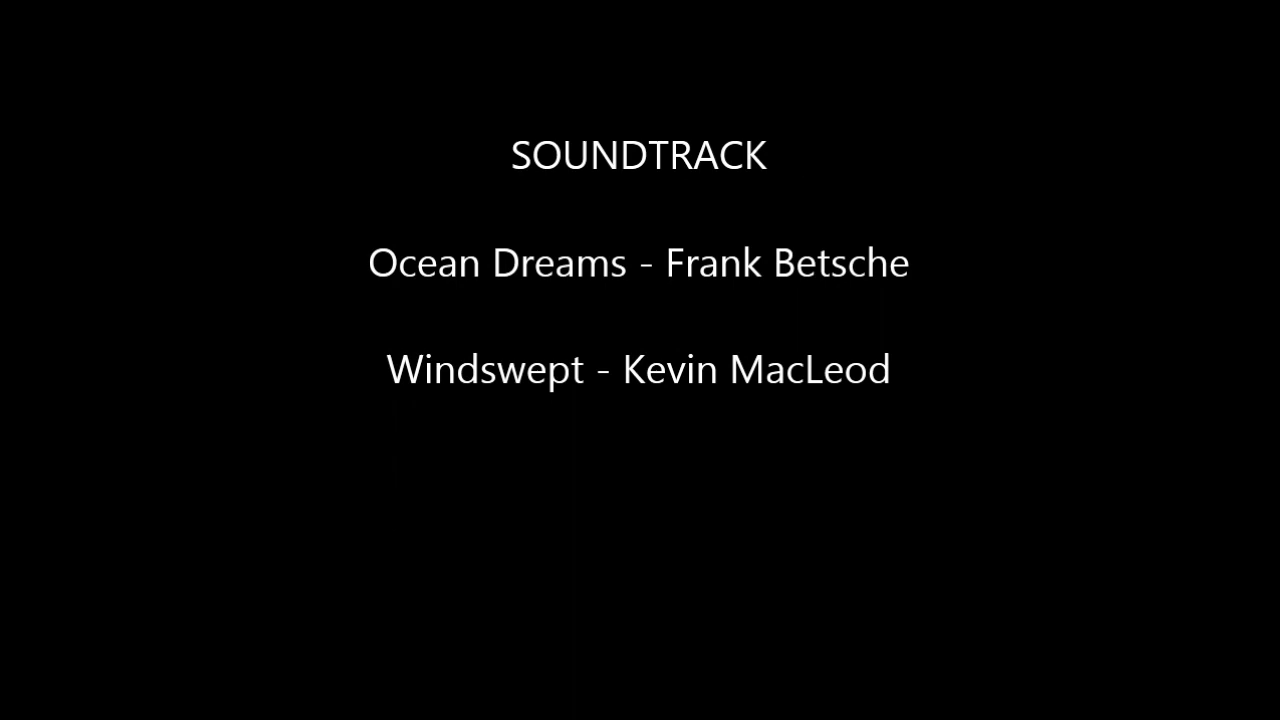 SOUNDTRACK
Ocean Dreams - Frank Betsche
Windswept - Kevin MacLeod